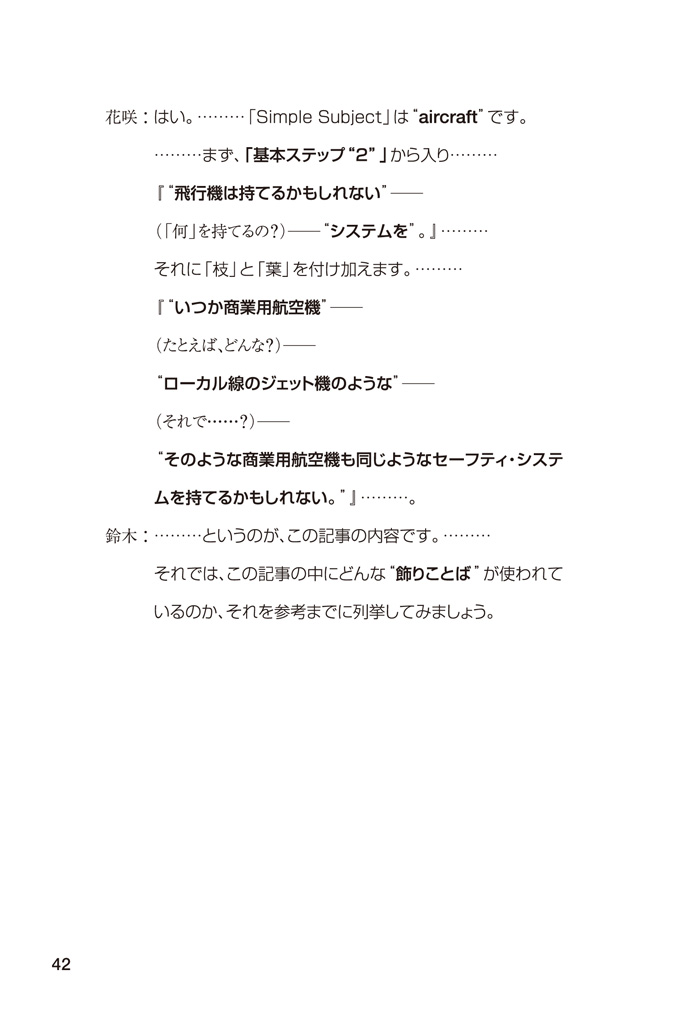 花咲：はい。………「Simple Subject」は“aircraft”です。
………まず、「基本ステップ“2”」から入り………
『“飛行機は持てるかもしれない”――
（「何」を持てるの？）――“システムを”。』………
それに「枝」と「葉」を付け加えます。………
『“いつか商業用航空機”――
（たとえば、どんな？）――
“ローカル線のジェット機のような”――
（それで……？）――
“そのような商業用航空機も同じようなセーフティ・システ
ムを持てるかもしれない。”』………。
鈴木：………というのが、この記事の内容です。………
それでは、この記事の中にどんな“飾りことば”が使われて
いるのか、それを参考までに列挙してみましょう。
42